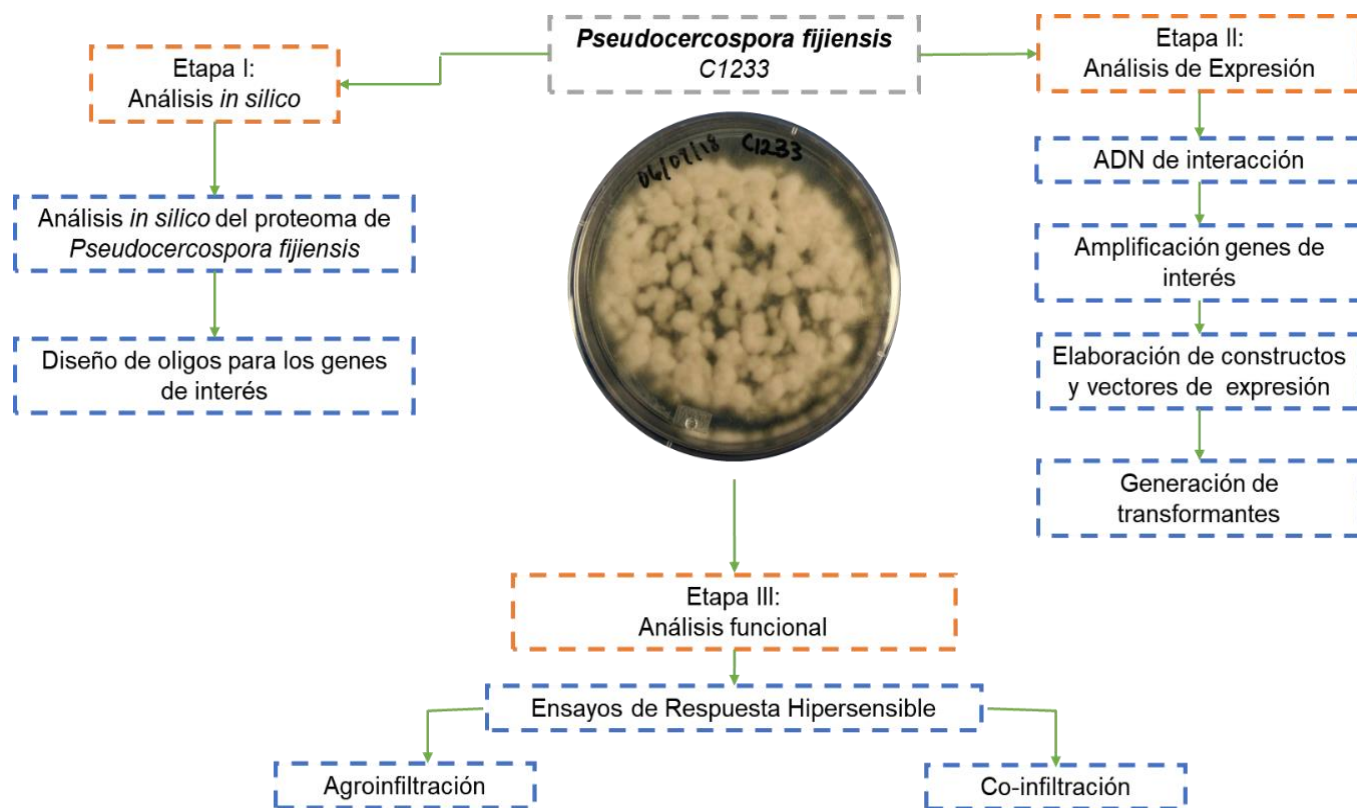 Pseudocercospora fijiensis
C1233
Etapa I:
Análisis in silico
Análisis in silico del proteoma de
Pseudocercospora fijiensis
Diseño de oligos para los genes
de interés
06/07/18 C1233
Etapa II:
Análisis de Expresión
ADN de interacción
Amplificación genes de
interés
Elaboración de constructos
y vectores de expresión
Generación de
transformantes
Etapa III:
Análisis funcional
Ensayos de Respuesta Hipersensible
Agroinfiltración
Co-infiltración